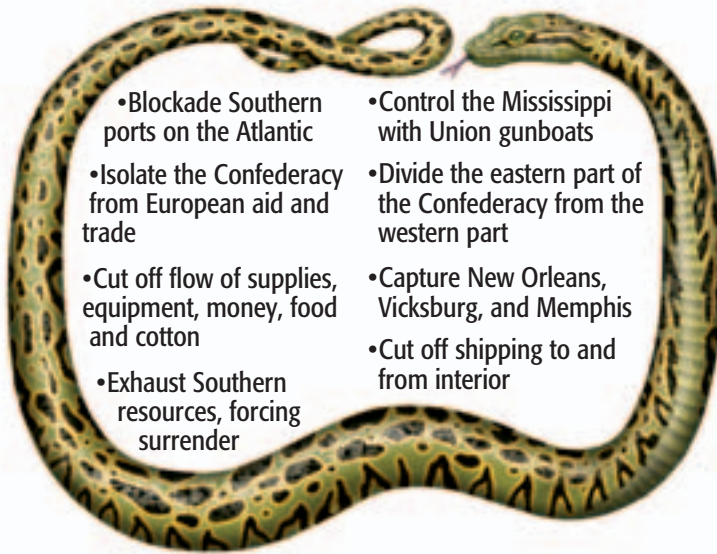 •Blockade Southern
ports on the Atlantic
•Isolate the Confederacy
from European aid and
trade
•Cut off flow of supplies,
equipment, money, food
and cotton
•Exhaust Southern
resources, forcing
surrender
•Control the Mississippi
with Union gunboats
•Divide the eastern part of
the Confederacy from the
western part
•Capture New Orleans,
Vicksburg, and Memphis
•Cut off shipping to and
from interior